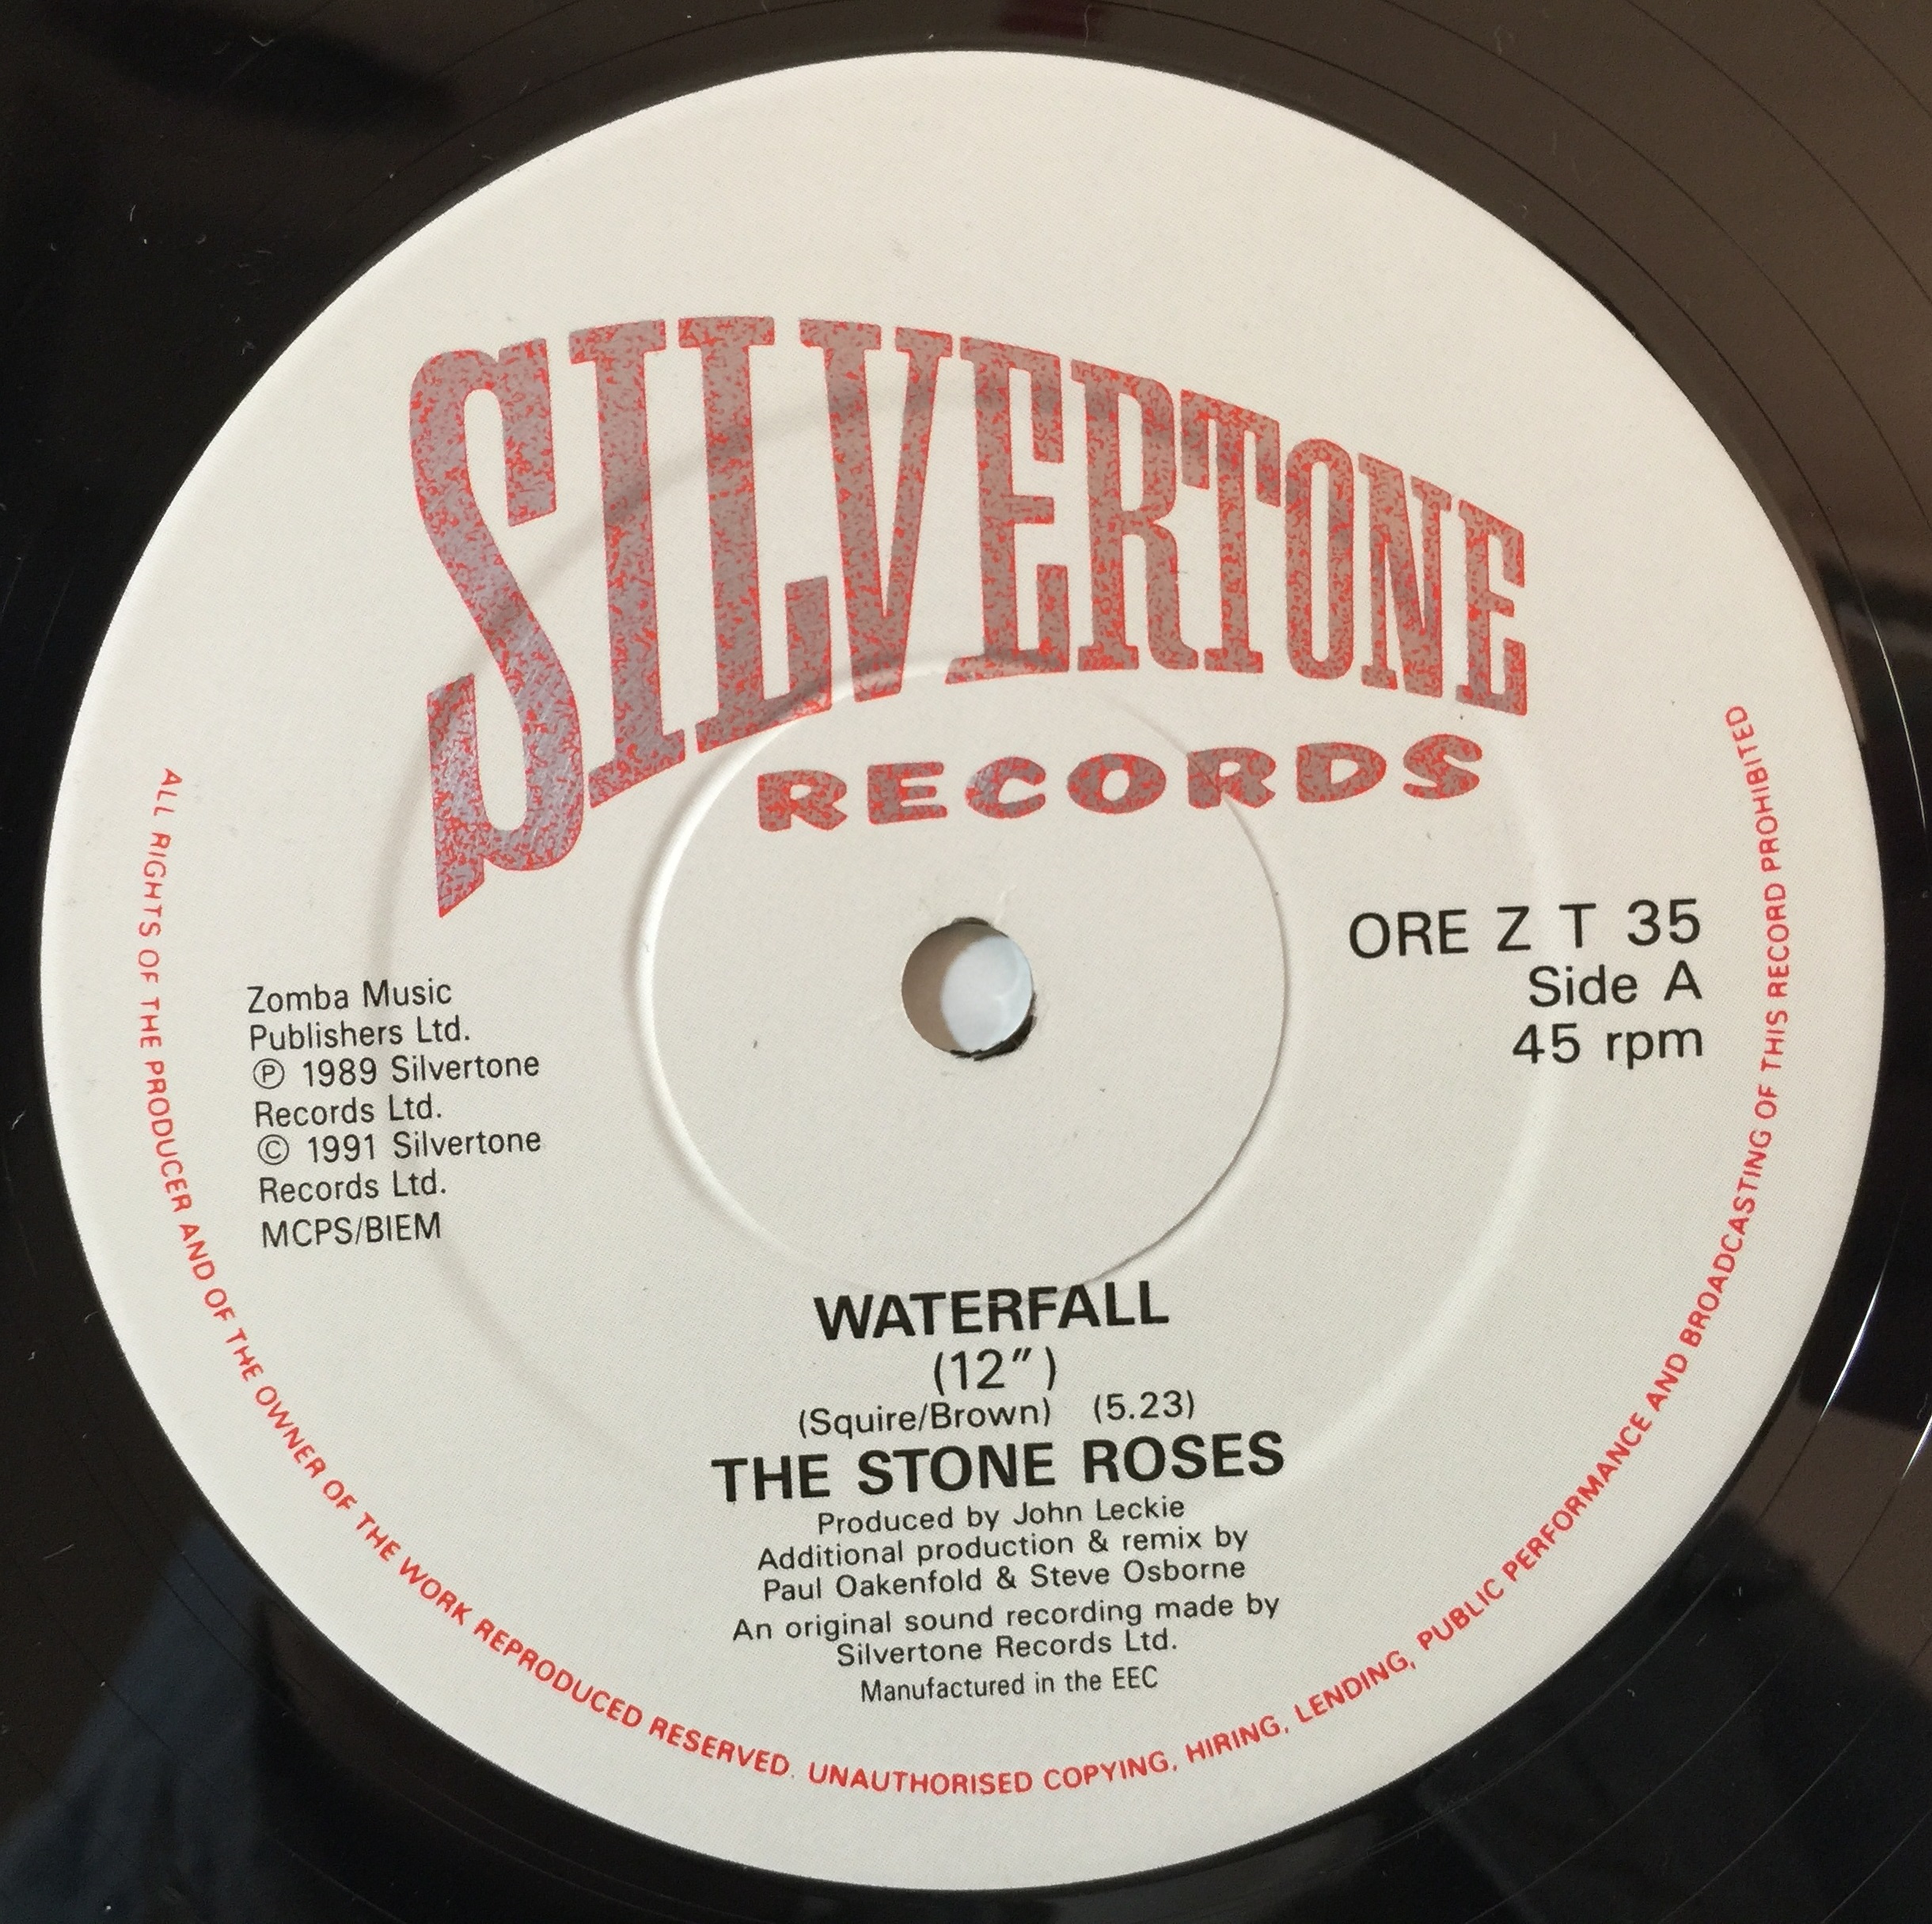 SILVERTONE
RECORDS
ORE Z T 35
Side A
45 rpm
Zomba Music
Publishers Ltd.
℗ 1989 Silvertone
Records Ltd.
© 1991 Silvertone
Records Ltd.
MCPS/BIEM
WATERFALL
(12")
(Squire/Brown) (5.23)
THE STONE ROSES
Produced by John Leckie
Additional production & remix by
Paul Oakenfold & Steve Osborne
An original sound recording made by
Silvertone Records Ltd.
Manufactured in the EEC
ALL RIGHTS OF THE PRODUCER AND OF THE OWNER OF THE WORK REPRODUCED RESERVED. UNAUTHORISED COPYING, HIRING, LENDING, PUBLIC PERFORMANCE AND BROADCASTING OF THIS RECORD PROHIBITED